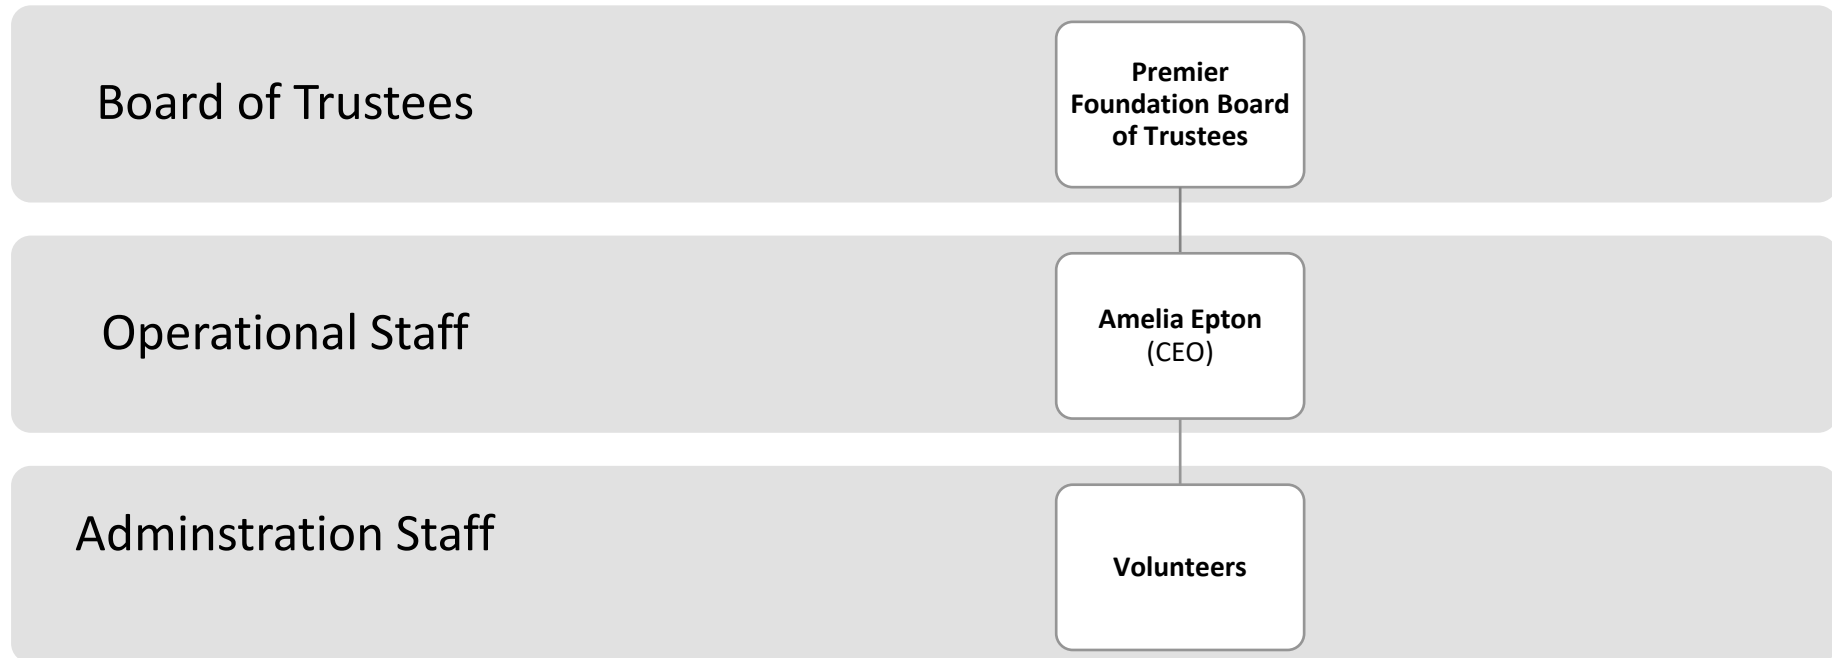 Board of Trustees
Premier
Foundation Board
of Trustees
Operational Staff
Amelia Epton
(CEO)
Adminstration Staff
Volunteers